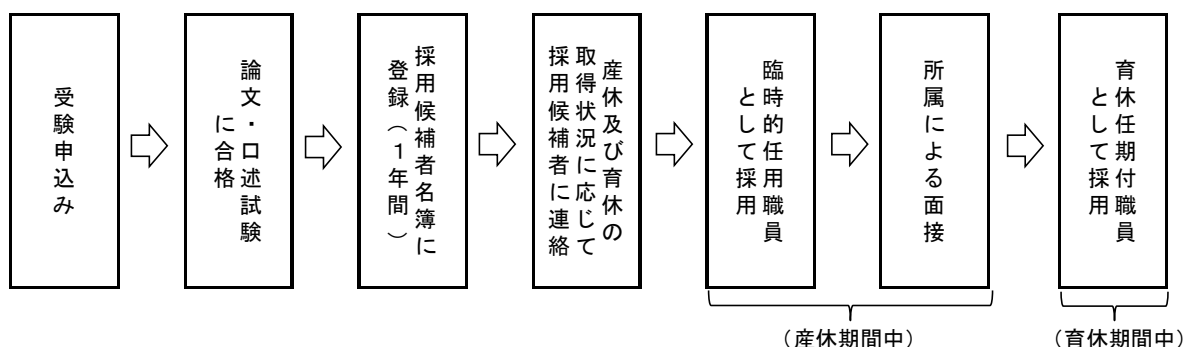 受験申込み
論文・口述試験
に合格
採用候補者名簿に
登録（１年間）
産休及び育休の
取得状況に応じて
採用候補者に連絡
臨時的任用職員
として採用
所属による面接
育休任期付職員
として採用
（産休期間中）
（育休期間中）